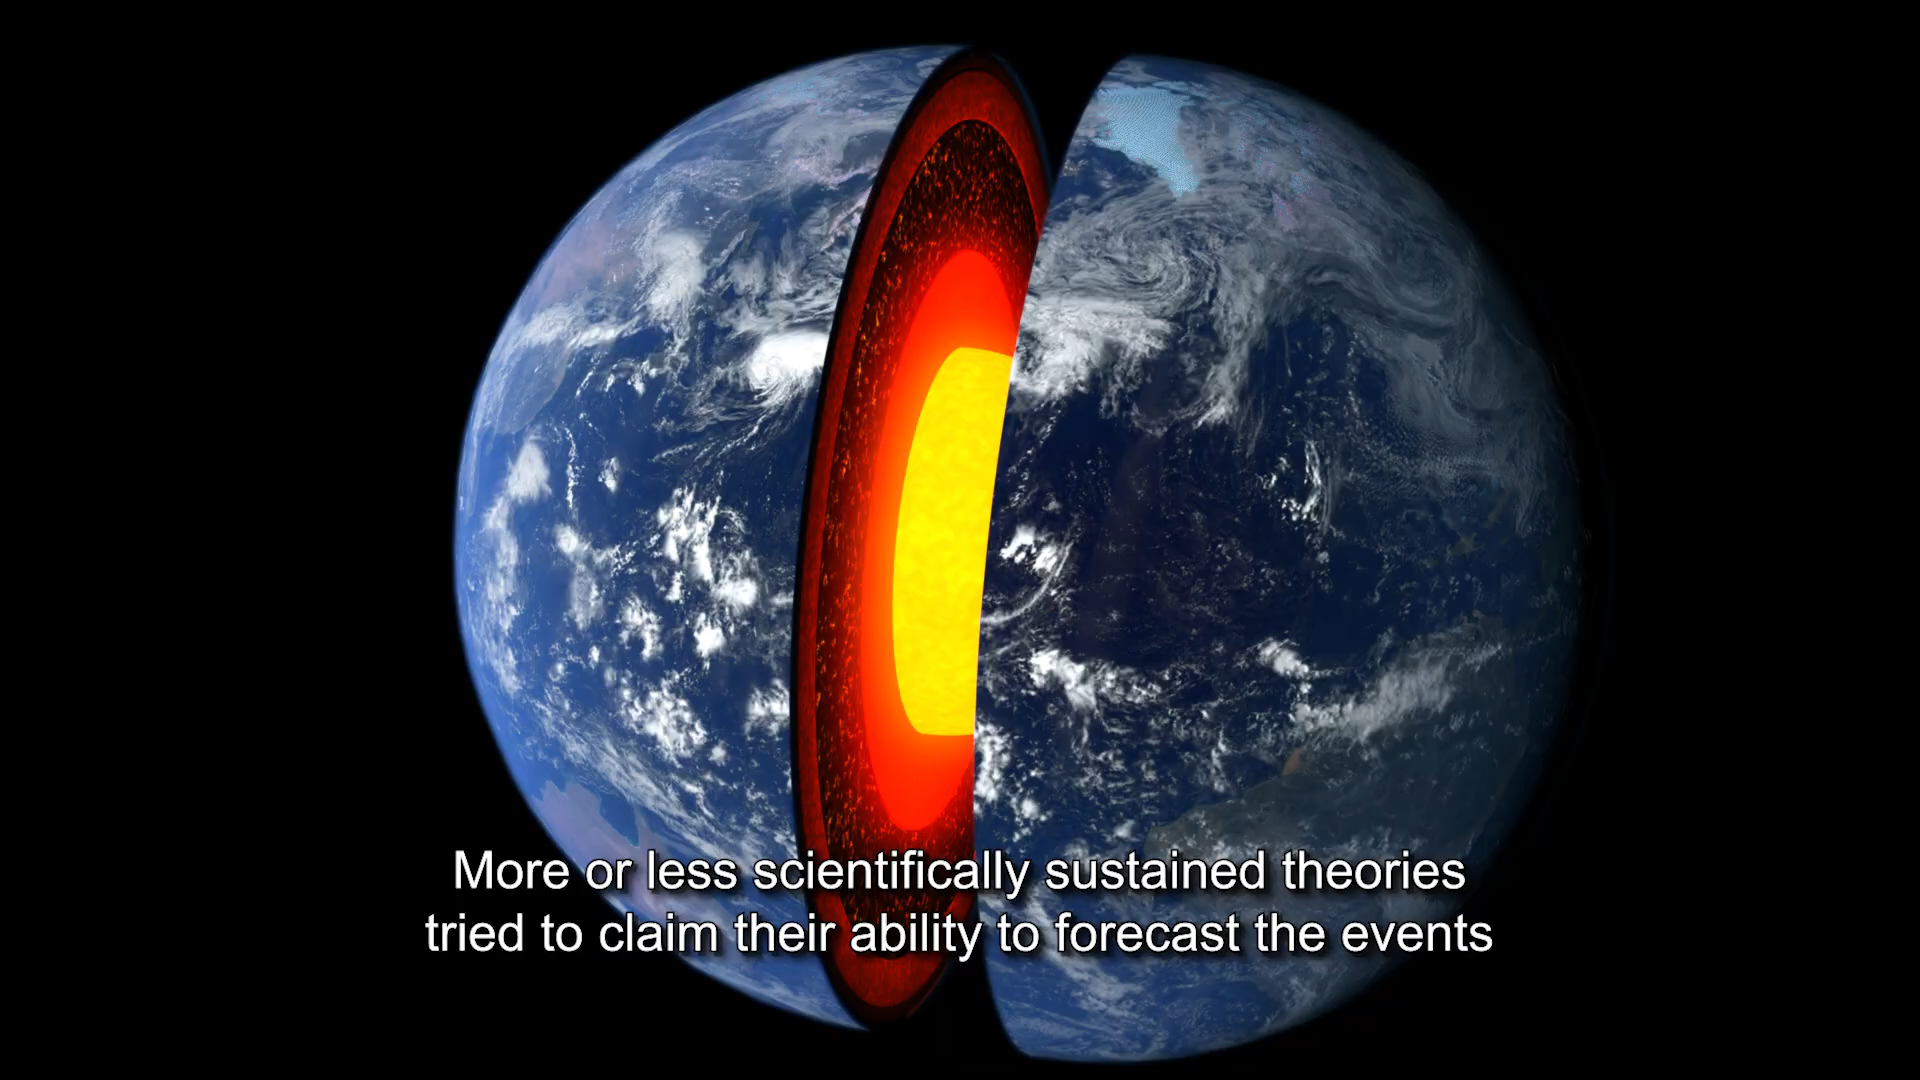 More or less scientifically sustained theories
tried to claim their ability to forecast the events